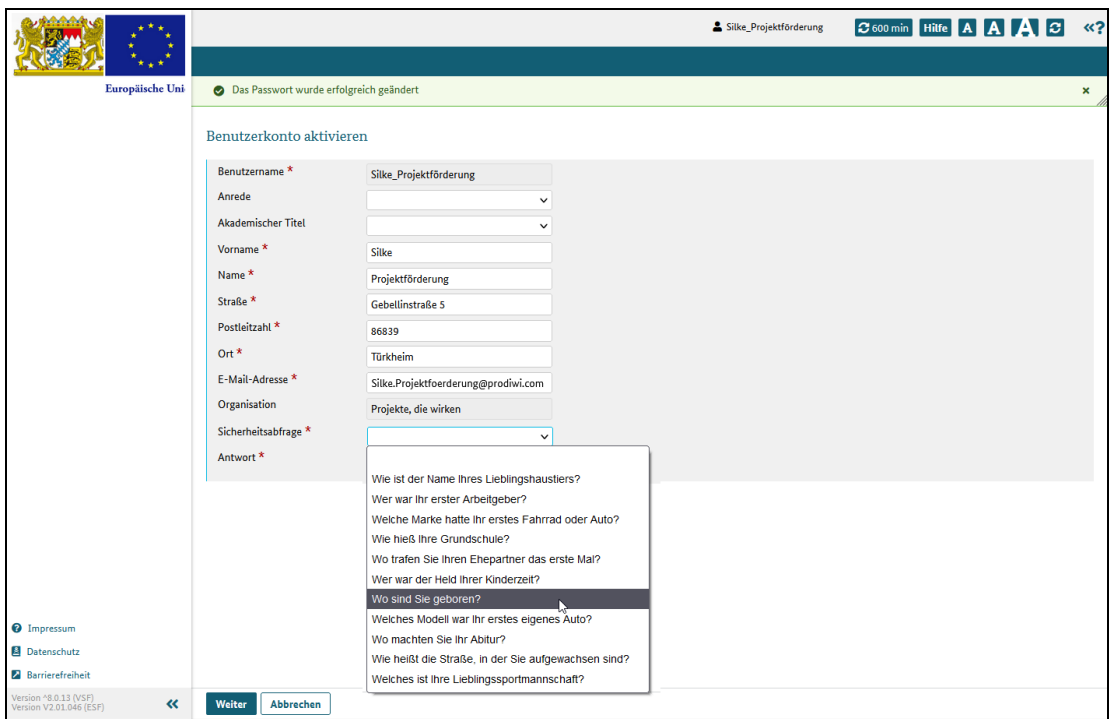 Silke_Projektförderung
600 min
Hilfe
A
A
A
«?
Europäische Uni
Das Passwort wurde erfolgreich geändert
×
Benutzerkonto aktivieren
Benutzername *
Silke_Projektförderung
Anrede
Akademischer Titel
Vorname *
Silke
Name *
Projektförderung
Straße *
Gebellinstraße 5
Postleitzahl *
86839
Ort *
Türkheim
E-Mail-Adresse *
Silke.Projektfoerderung@prodiwi.com
Organisation
Projekte, die wirken
Sicherheitsabfrage *
Antwort *
Wie ist der Name Ihres Lieblingshaustiers?
Wer war Ihr erster Arbeitgeber?
Welche Marke hatte Ihr erstes Fahrrad oder Auto?
Wie hieß Ihre Grundschule?
Wo trafen Sie Ihren Ehepartner das erste Mal?
Wer war der Held Ihrer Kinderzeit?
Wo sind Sie geboren?
Welches Modell war Ihr erstes eigenes Auto?
Wo machten Sie Ihr Abitur?
Wie heißt die Straße, in der Sie aufgewachsen sind?
Welches ist Ihre Lieblingssportmannschaft?
Impressum
Datenschutz
Barrierefreiheit
Version ^8.0.13 (VSF)
Version V2.01.046 (ESF)
«
Weiter
Abbrechen